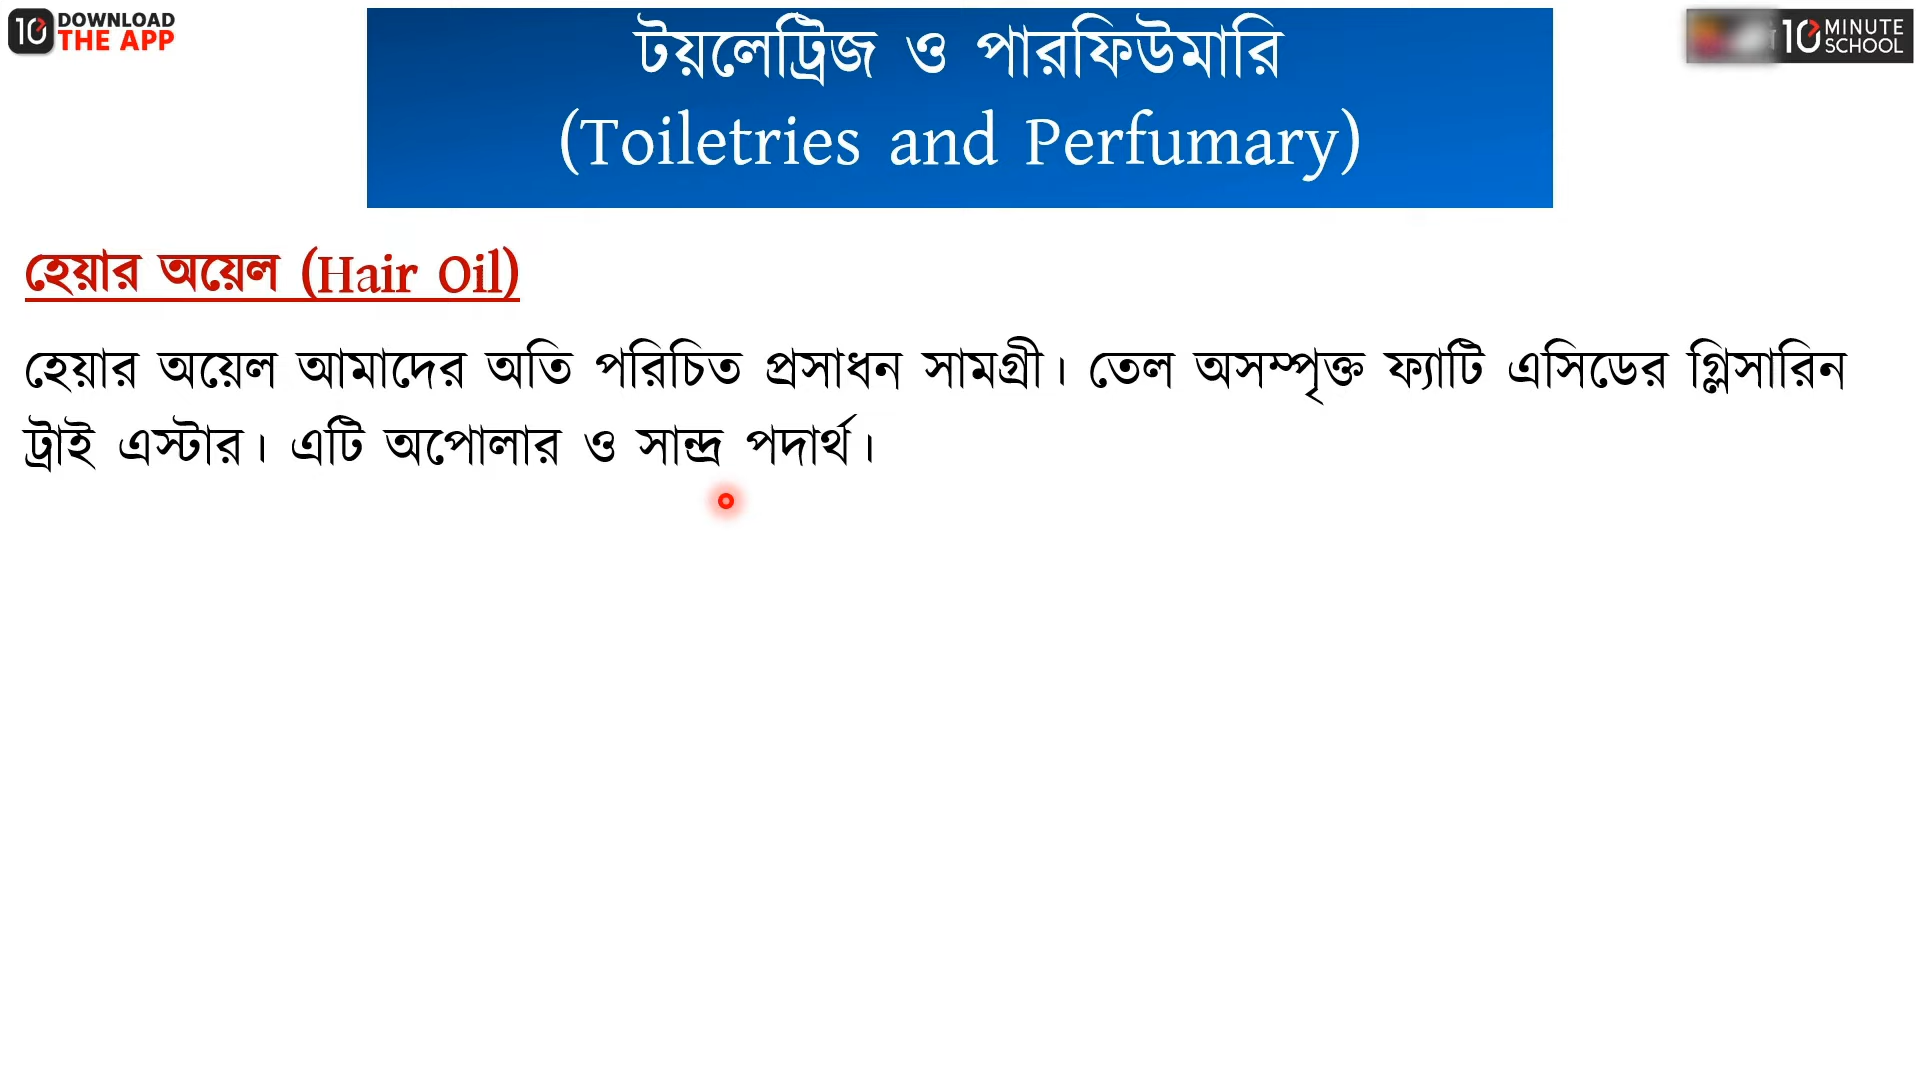 10 DOWNLOAD
THE APP
টয়লেট্রিজ ও পারফিউমারি
(Toiletries and Perfumary)
10 MINUTE
SCHOOL
হেয়ার অয়েল (Hair Oil)
হেয়ার অয়েল আমাদের অতি পরিচিত প্রসাধন সামগ্রী। তেল অসম্পৃক্ত ফ্যাটি এসিডের গ্লিসারিন
ট্রাই এস্টার। এটি অপোলার ও সান্দ্র পদার্থ।